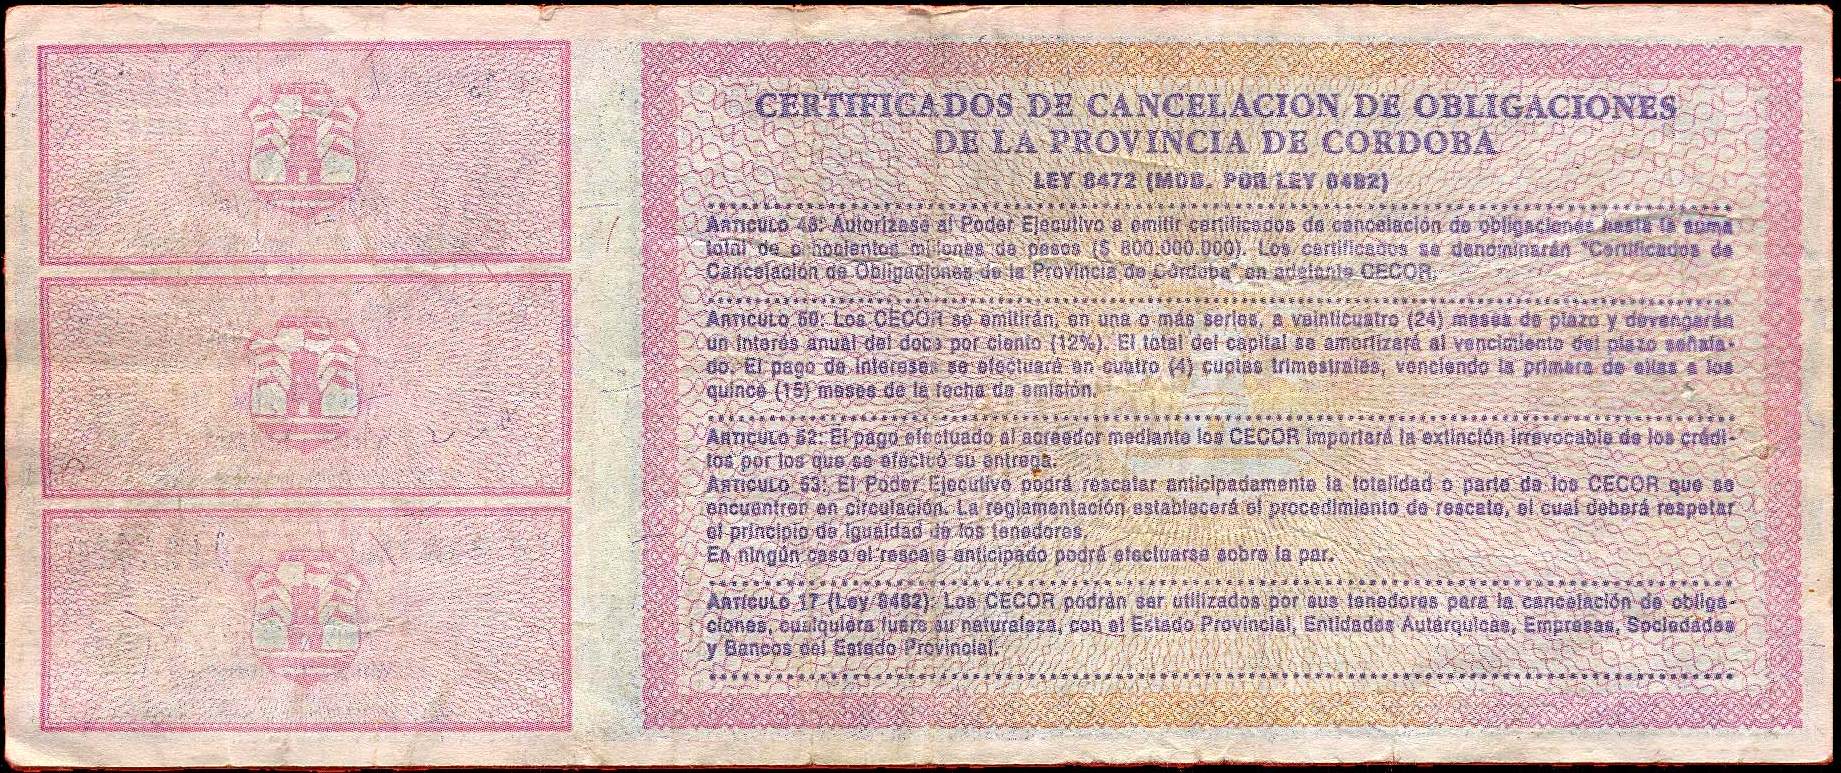 CERTIFICADOS DE CANCELACION DE OBLIGACIONES
DE LA PROVINCIA DE CORDOBA
LEY 8472 (MOD. POR LEY 8482)
ARTICULO 48: Autorízase al Poder Ejecutivo a emitir certificados de cancelación de obligaciones hasta la suma
total de ochocientos millones de pesos ($ 800.000.000). Los certificados se denominarán "Certificados de
Cancelación de Obligaciones de la Provincia de Córdoba" en adelante CECOR.
ARTICULO 50: Los CECOR se emitirán, en una o más series, a veinticuatro (24) meses de plazo y devengarán
un interés anual del doce por ciento (12%). El total del capital se amortizará al vencimiento del plazo señala-
do. El pago de intereses se efectuará en cuatro (4) cuotas trimestrales, venciendo la primera de ellas a los
quince (15) meses de la fecha de emisión.
ARTICULO 52: El pago efectuado al acreedor mediante los CECOR importará la extinción irrevocable de los crédi-
tos por los que se efectuó su entrega.
ARTICULO 53: El Poder Ejecutivo podrá rescatar anticipadamente la totalidad o parte de los CECOR que se
encuentren en circulación. La reglamentación establecerá el procedimiento de rescate, el cual deberá respetar
el principio de igualdad de los tenedores.
En ningún caso el rescate anticipado podrá efectuarse sobre la par.
ARTÍCULO 17 (Ley 8482): Los CECOR podrán ser utilizados por sus tenedores para la cancelación de obliga-
ciones, cualquiera fuere su naturaleza, con el Estado Provincial, Entidades Autárquicas, Empresas, Sociedades
y Bancos del Estado Provincial.